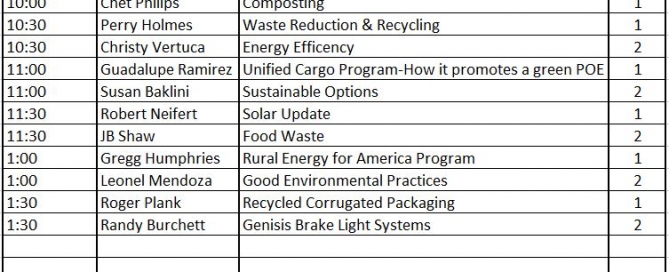 10:00 Chet Philips Composting 1
10:30 Perry Holmes Waste Reduction & Recycling 1
10:30 Christy Vertuca Energy Efficency 2
11:00 Guadalupe Ramirez Unified Cargo Program-How it promotes a green POE 1
11:00 Susan Baklini Sustainable Options 2
11:30 Robert Neifert Solar Update 1
11:30 JB Shaw Food Waste 2
1:00 Gregg Humphries Rural Energy for America Program 1
1:00 Leonel Mendoza Good Environmental Practices 2
1:30 Roger Plank Recycled Corrugated Packaging 1
1:30 Randy Burchett Genisis Brake Light Systems 2